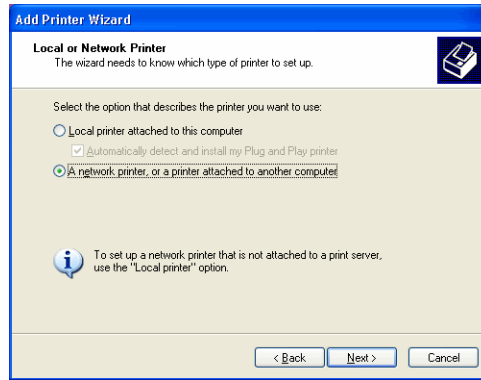 Add Printer Wizard
Local or Network Printer
The wizard needs to know which type of printer to set up.
Select the option that describes the printer you want to use:
Local printer attached to this computer
Automatically detect and install my Plug and Play printer
A network printer, or a printer attached to another computer
To set up a network printer that is not attached to a print server,
use the "Local printer" option.
< Back Next > Cancel